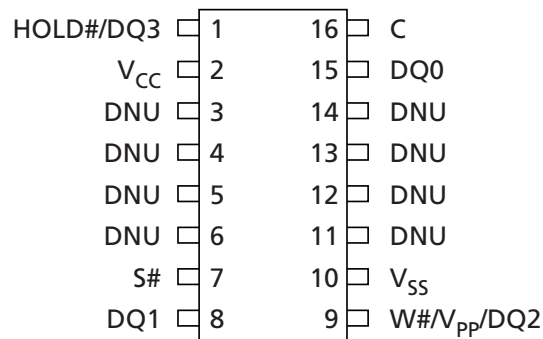 HOLD#/DQ3 1 16 C
VCC 2 15 DQ0
DNU 3 14 DNU
DNU 4 13 DNU
DNU 5 12 DNU
DNU 6 11 DNU
S# 7 10 VSS
DQ1 8 9 W#/VPP/DQ2